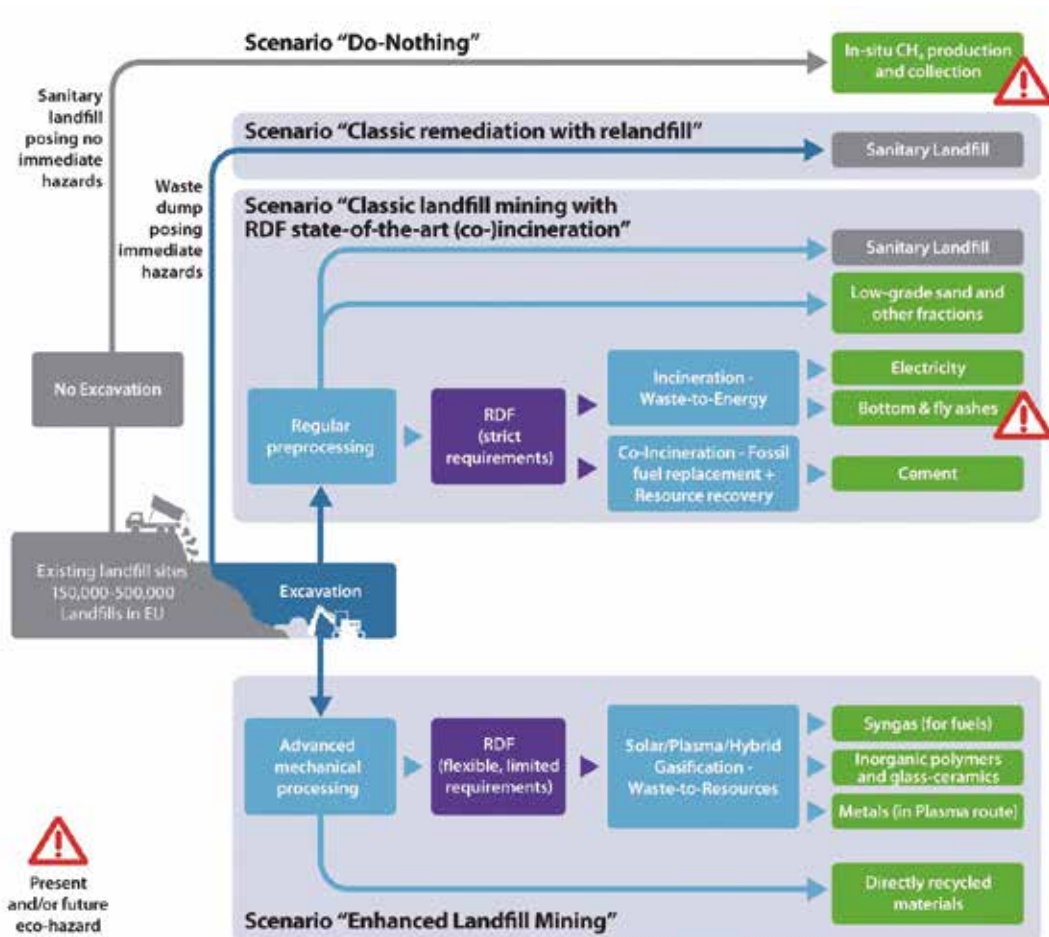 Scenario "Do-Nothing"
In-situ CH₄ production
and collection
Sanitary
landfill
posing no
immediate
hazards
Scenario "Classic remediation with relandfill"
Sanitary Landfill
Waste
dump
posing
immediate
hazards
Scenario "Classic landfill mining with
RDF state-of-the-art (co-)incineration"
Sanitary Landfill
Low-grade sand and
other fractions
No Excavation
Regular
preprocessing
RDF
(strict
requirements)
Incineration -
Waste-to-Energy
Electricity
Bottom & fly ashes
Co-Incineration - Fossil
fuel replacement +
Resource recovery
Cement
Existing landfill sites
150,000-500,000
Landfills in EU
Excavation
Advanced
mechanical
processing
RDF
(flexible, limited
requirements)
Solar/Plasma/Hybrid
Gasification -
Waste-to-Resources
Syngas (for fuels)
Inorganic polymers
and glass-ceramics
Metals (in Plasma route)
Directly recycled
materials
!
Present
and/or future
eco-hazard
Scenario "Enhanced Landfill Mining"